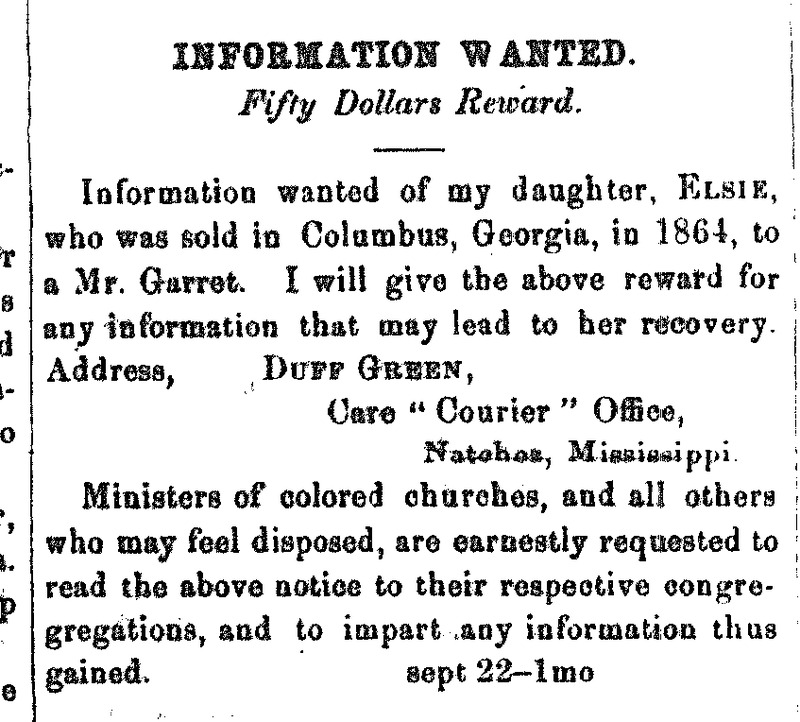 INFORMATION WANTED.
Fifty Dollars Reward.
Information wanted of my daughter, ELSIE,
who was sold in Columbus, Georgia, in 1864, to
a Mr. Garret. I will give the above reward for
any information that may lead to her recovery.
Address, DUFF GREEN,
Care "Courier" Office,
Natchez, Mississippi.
Ministers of colored churches, and all others
who may feel disposed, are earnestly requested to
read the above notice to their respective congre-
gregations, and to impart any information thus
gained. sept 22–1mo